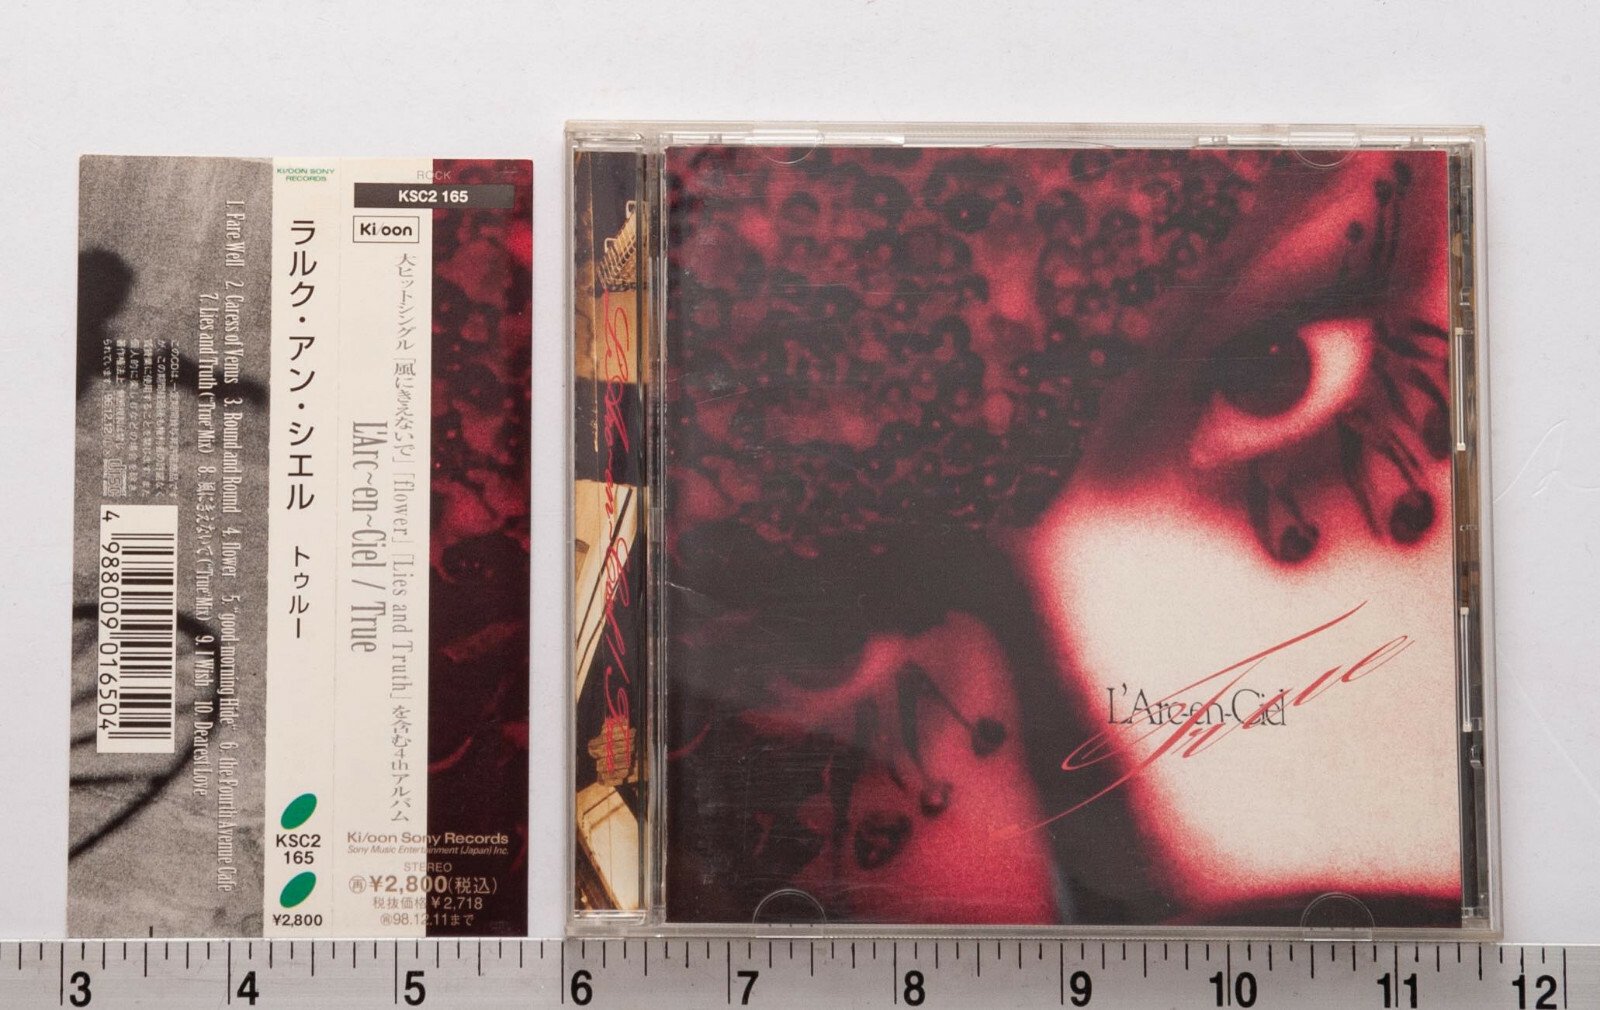 1. Fare Well 2. Caress of Venus 3. Round and Round 4. flower 5. "good-morning Hide" 6. the Fourth Avenue Cafe
7. Lies and Truth ("True"Mix) 8. 風にきえないで ("True"Mix) 9. I Wish 10. Dearest Love
4 988009 016504
Ki/oon SONY
RECORDS
ラルク・アン・シエル トゥルー
KSC2
165
¥2,800
ROCK
KSC2 165
Ki/oon
大ヒットシングル「風にきえないで」「flower」「Lies and Truth」を含む4thアルバム
L'Arc~en~Ciel / True
Ki/oon Sony Records
Sony Music Entertainment (Japan) Inc.
STEREO
再¥2,800(税込)
税抜価格¥2,718
再98.12.11まで
L'Arc~en~Ciel / True
L'Arc-en-Ciel
True
3 4 5 6 7 8 9 10 11 12